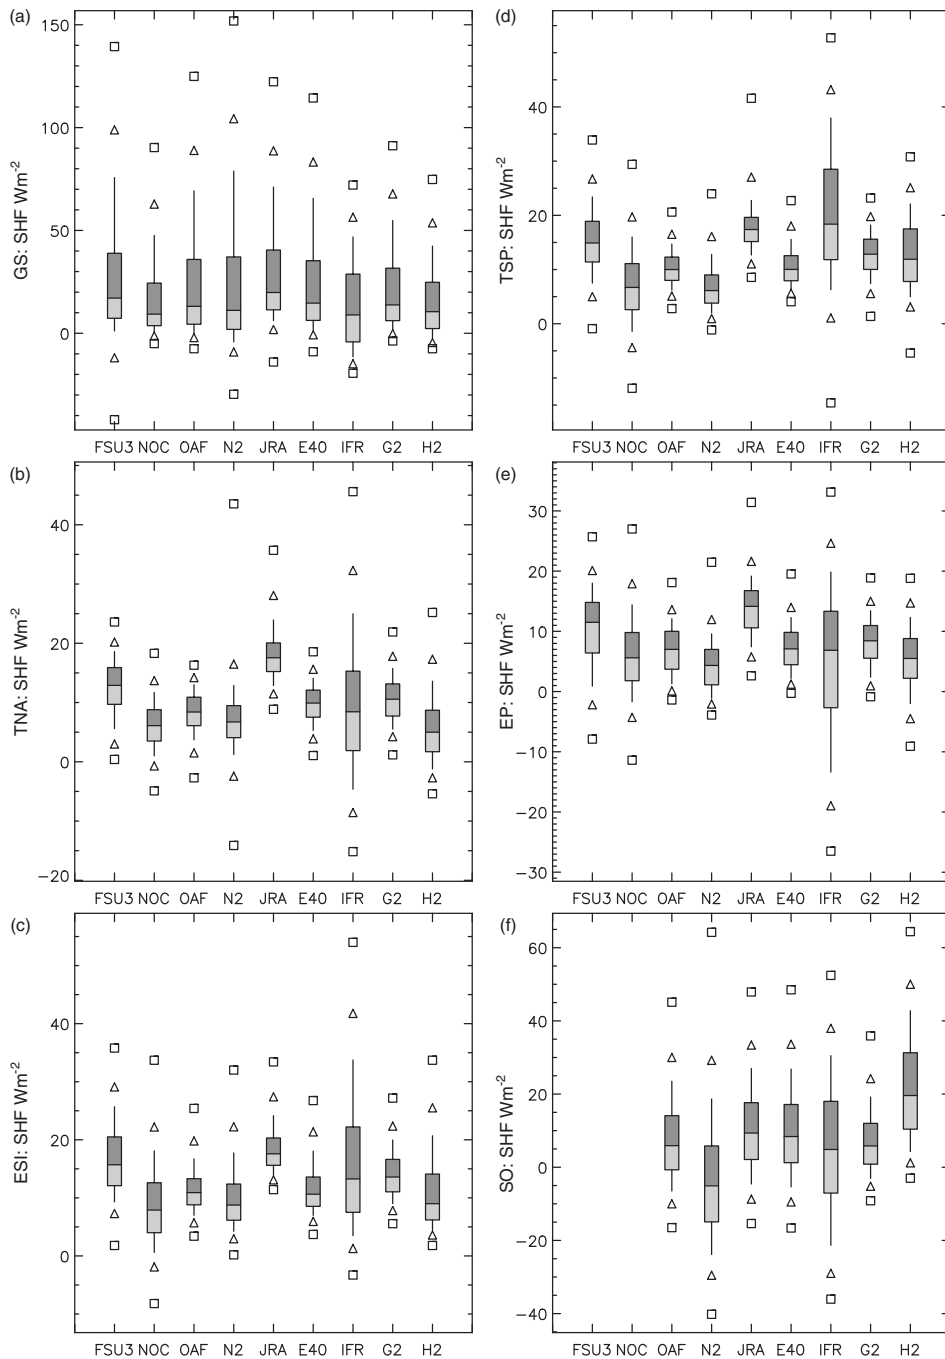 (a)
150
100
50
0
GS: SHF Wm-2
FSU3 NOC OAF N2 JRA E40 IFR G2 H2
(b)
40
20
0
-20
TNA: SHF Wm-2
FSU3 NOC OAF N2 JRA E40 IFR G2 H2
(c)
40
20
0
ESI: SHF Wm-2
FSU3 NOC OAF N2 JRA E40 IFR G2 H2
(d)
40
20
0
TSP: SHF Wm-2
FSU3 NOC OAF N2 JRA E40 IFR G2 H2
(e)
30
20
10
0
-10
-20
-30
EP: SHF Wm-2
FSU3 NOC OAF N2 JRA E40 IFR G2 H2
(f)
60
40
20
0
-20
-40
SO: SHF Wm-2
FSU3 NOC OAF N2 JRA E40 IFR G2 H2